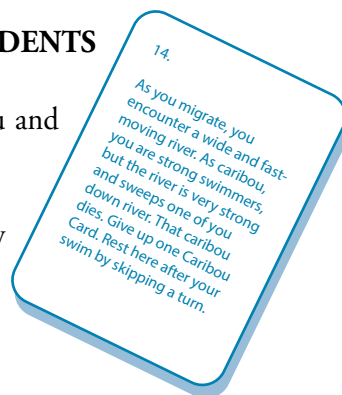 DENTS
u and
14.
As you migrate, you
encounter a wide and fast-
moving river. As caribou,
you are strong swimmers,
but the river is very strong
and sweeps one of you
down river. That caribou
dies. Give up one Caribou
Card. Rest here after your
swim by skipping a turn.